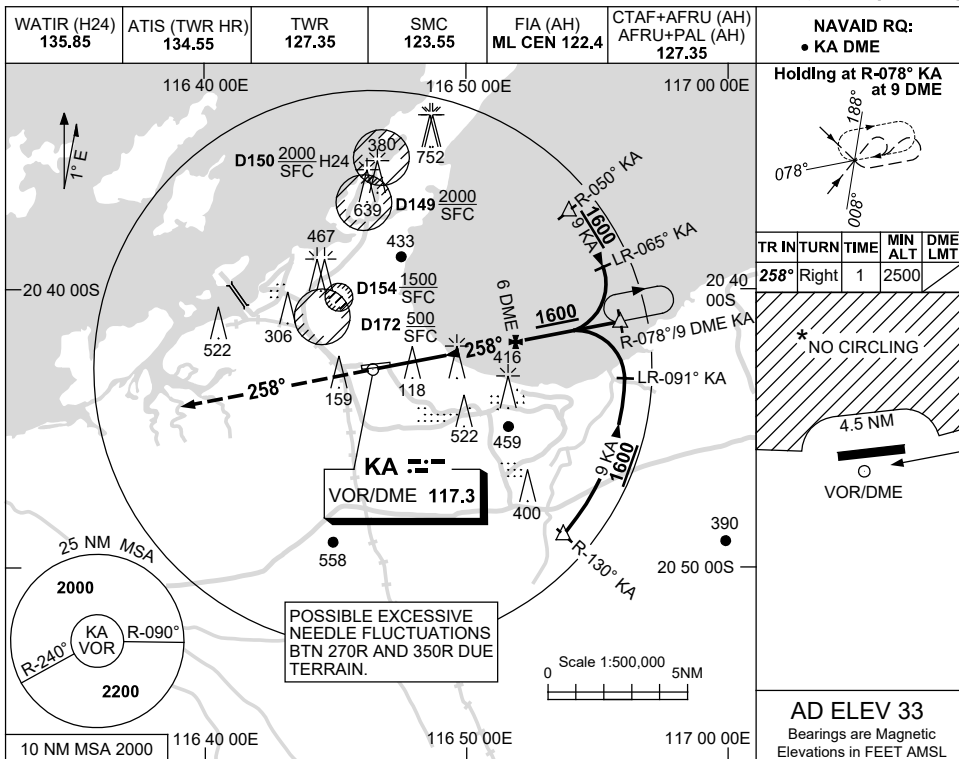 WATIR (H24)
135.85
ATIS (TWR HR)
134.55
TWR
127.35
SMC
123.55
FIA (AH)
ML CEN 122.4
CTAF+AFRU (AH)
AFRU+PAL (AH)
127.35
NAVAID RQ:
• KA DME
116 40 00E
116 50 00E
117 00 00E
Holding at R-078° KA
at 9 DME
188°
078°
008°
TR IN TURN TIME MIN ALT DME LMT
258° Right 1 2500
1° E
D150 2000 H24
SFC
380
752
639
D149 2000
SFC
467
433
D154 1500
SFC
D172 500
SFC
20 40 00S
522
306
159
118
416
522
459
400
558
390
R-050° KA
9 KA
1600
LR-065° KA
20 40
00S
6 DME
1600
R-078°/9 DME KA
258°
258°
LR-091° KA
9 KA
1600
R-130° KA
20 50 00S
KA
VOR/DME 117.3
*NO CIRCLING
4.5 NM
VOR/DME
25 NM MSA
2000
KA
VOR
R-090°
R-240°
2200
10 NM MSA 2000
POSSIBLE EXCESSIVE
NEEDLE FLUCTUATIONS
BTN 270R AND 350R DUE
TERRAIN.
Scale 1:500,000
0 5NM
116 40 00E
116 50 00E
117 00 00E
AD ELEV 33
Bearings are Magnetic
Elevations in FEET AMSL